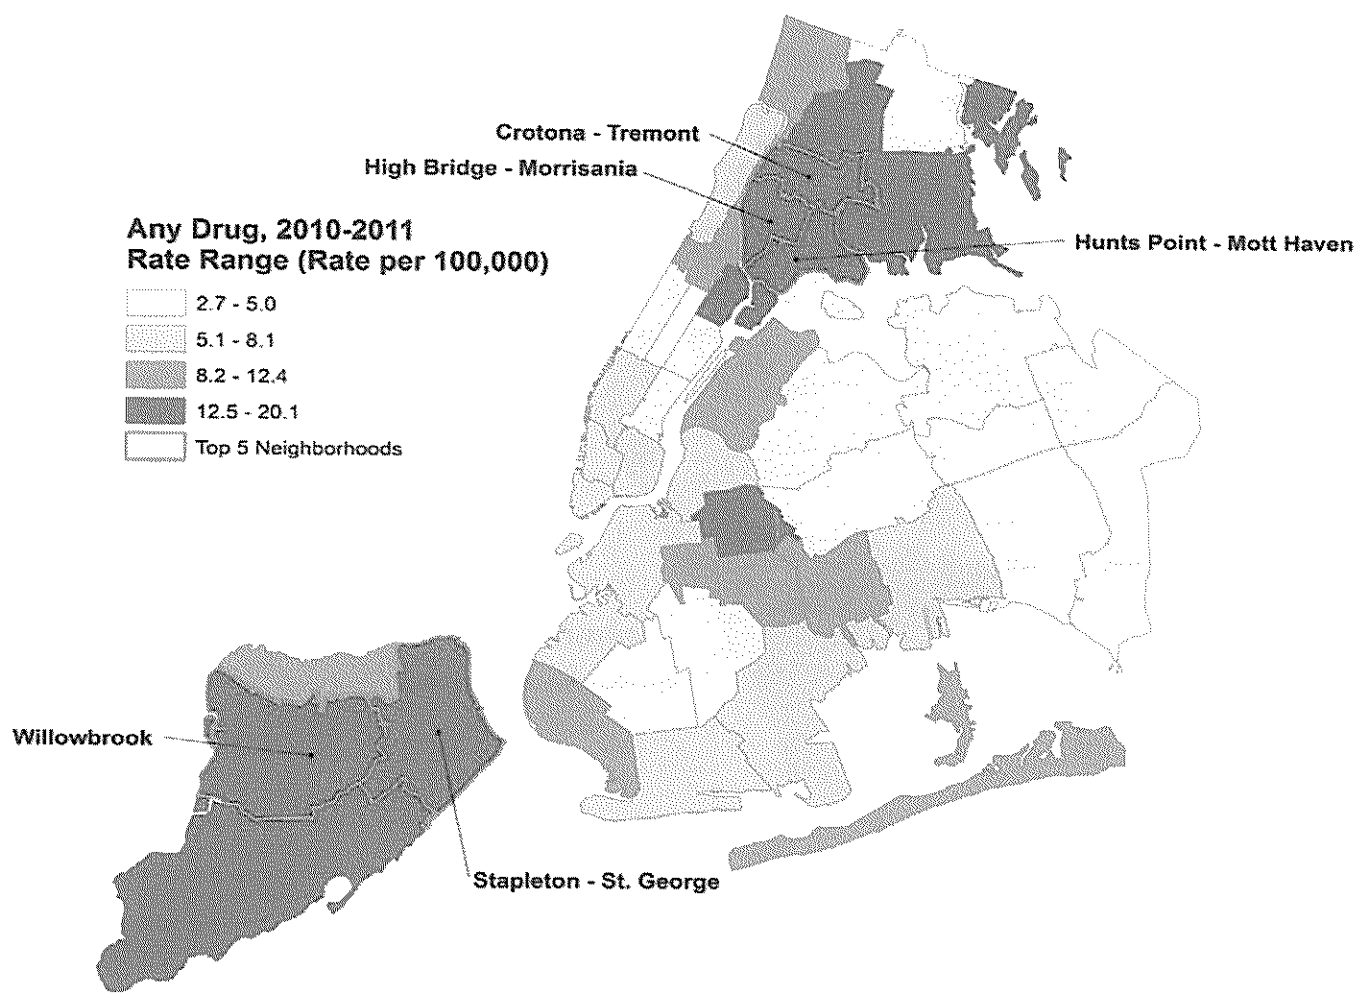 Crotona - Tremont
High Bridge - Morrisania
Any Drug, 2010-2011
Rate Range (Rate per 100,000)
Hunts Point - Mott Haven
2.7 - 5.0
5.1 - 8.1
8.2 - 12.4
12.5 - 20.1
Top 5 Neighborhoods
Willowbrook
Stapleton - St. George